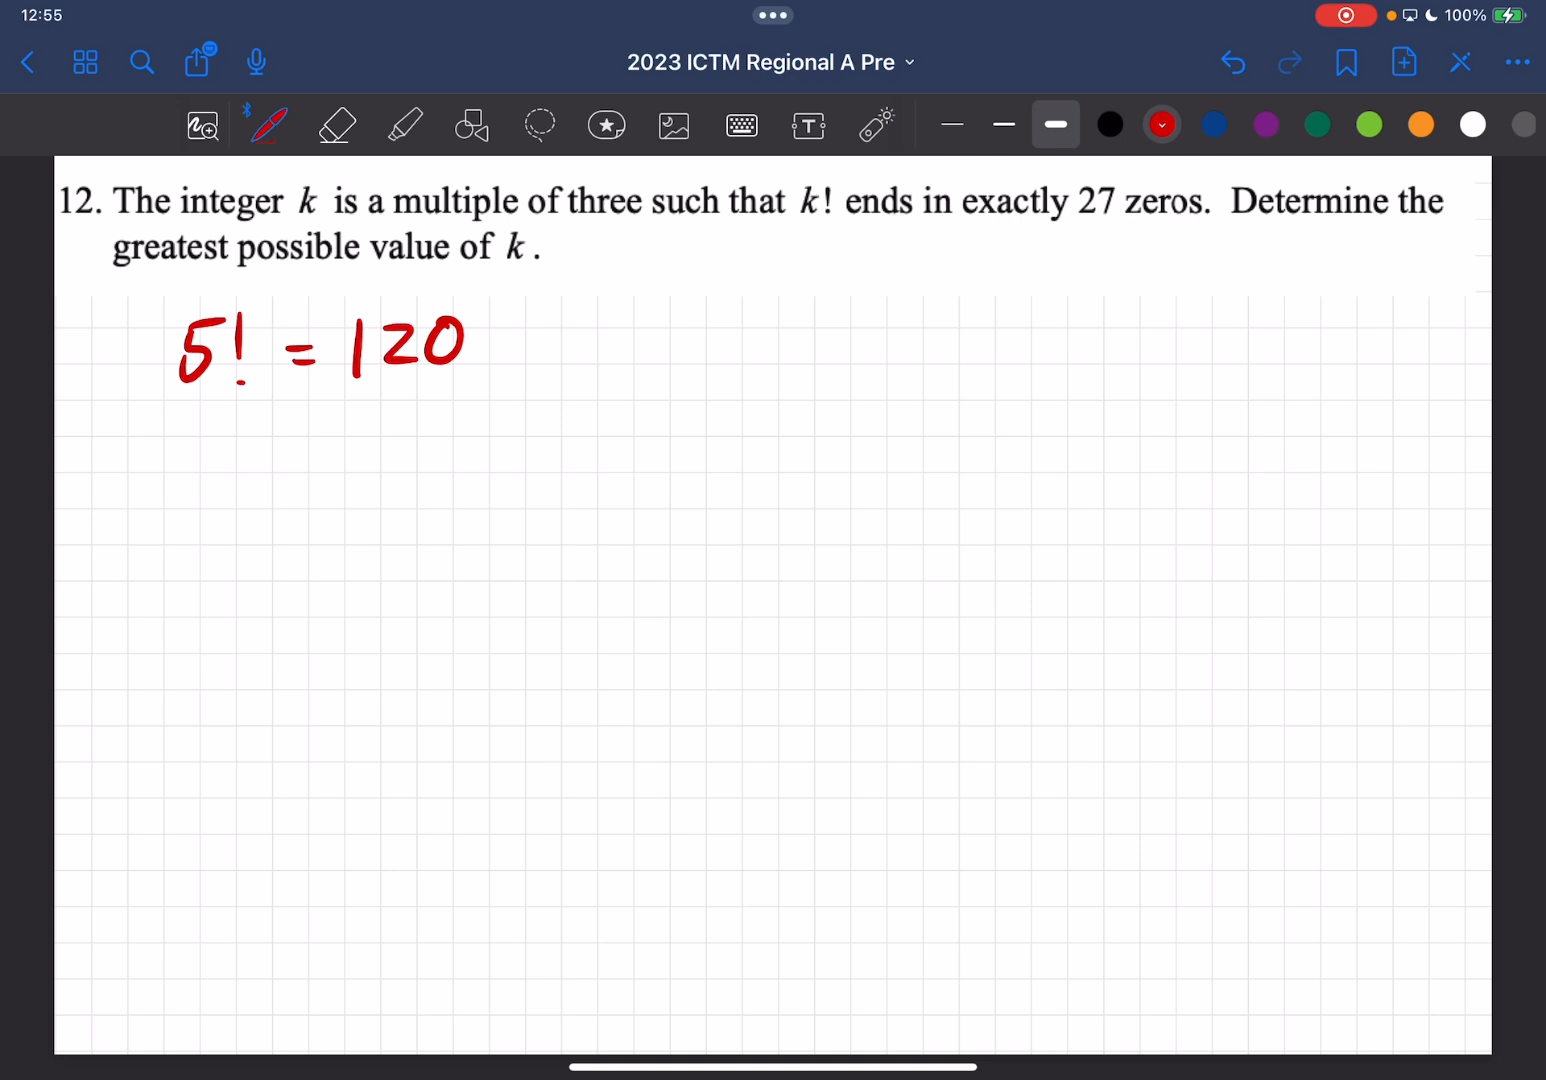 12:55
100%
2023 ICTM Regional A Pre
T
12. The integer k is a multiple of three such that k! ends in exactly 27 zeros. Determine the
greatest possible value of k.
5! = 120